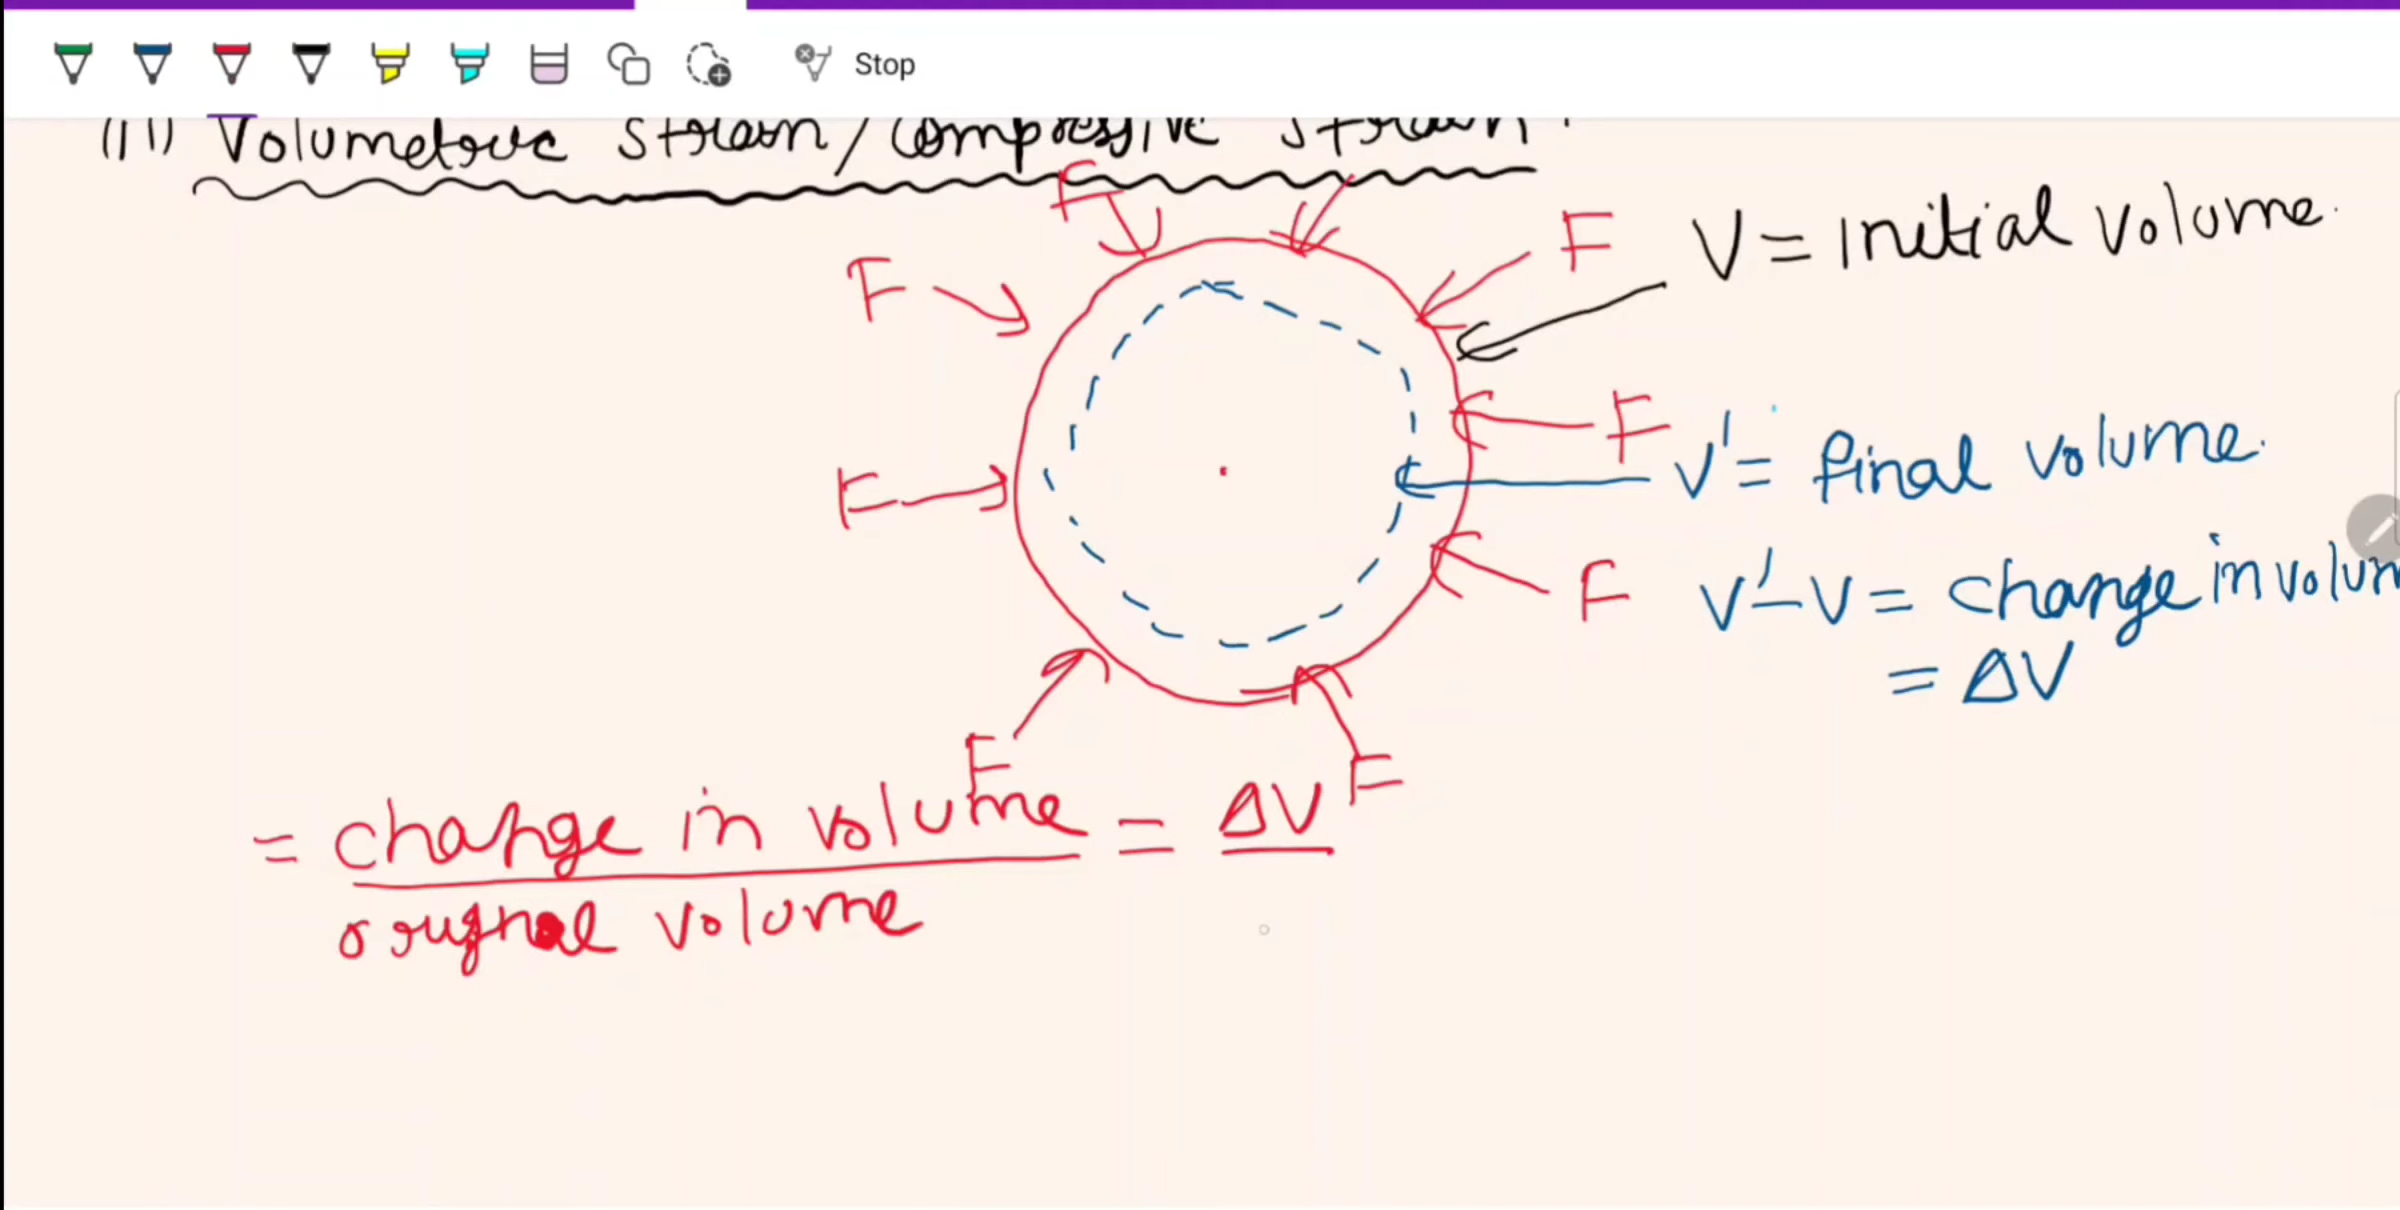 Stop
(ii) Volumetric strain/compressive strain
F
F
F
V = initial volume.
F
V' = final volume.
F
F
V' - V = change in volum
= ΔV
F
F
= change in volume = ΔV
original volume